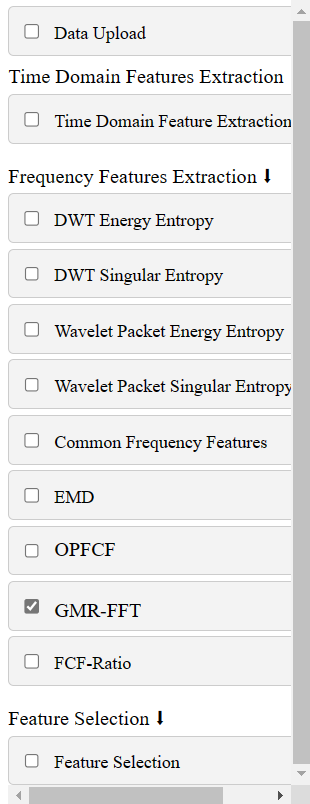 Data Upload
Time Domain Features Extraction
Time Domain Feature Extraction
Frequency Features Extraction ⬇
DWT Energy Entropy
DWT Singular Entropy
Wavelet Packet Energy Entropy
Wavelet Packet Singular Entropy
Common Frequency Features
EMD
OPFCF
GMR-FFT
FCF-Ratio
Feature Selection ⬇
Feature Selection